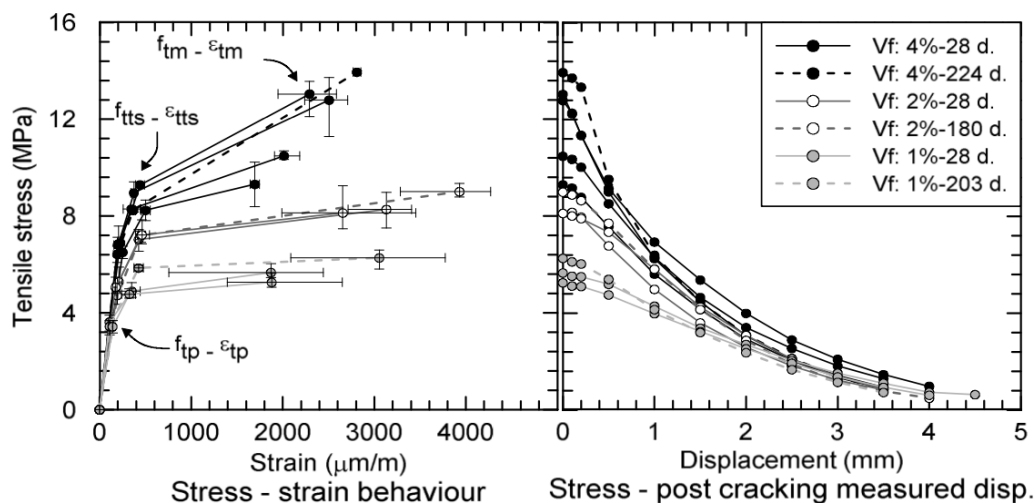 16
12
8
4
0
Tensile stress (MPa)
f_tm - ε_tm
f_tts - ε_tts
f_tp - ε_tp
0 1000 2000 3000 4000
Strain (μm/m)
Stress - strain behaviour
Vf: 4%-28 d.
Vf: 4%-224 d.
Vf: 2%-28 d.
Vf: 2%-180 d.
Vf: 1%-28 d.
Vf: 1%-203 d.
0 1 2 3 4 5
Displacement (mm)
Stress - post cracking measured disp.